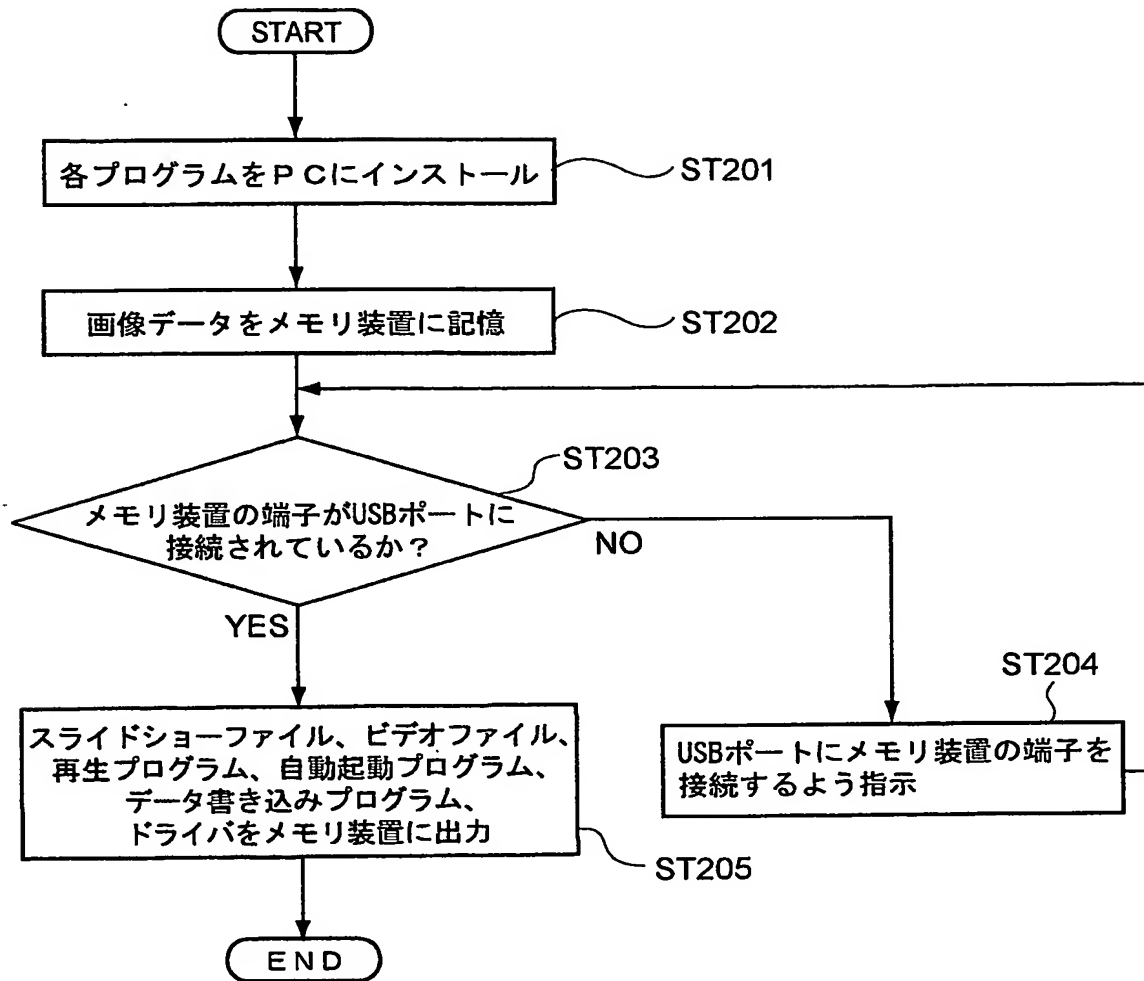 START
各プログラムをPCにインストール
ST201
画像データをメモリ装置に記憶
ST202
ST203
メモリ装置の端子がUSBポートに
接続されているか？
NO
YES
ST204
USBポートにメモリ装置の端子を
接続するよう指示
スライドショーファイル、ビデオファイル、
再生プログラム、自動起動プログラム、
データ書き込みプログラム、
ドライバをメモリ装置に出力
ST205
END